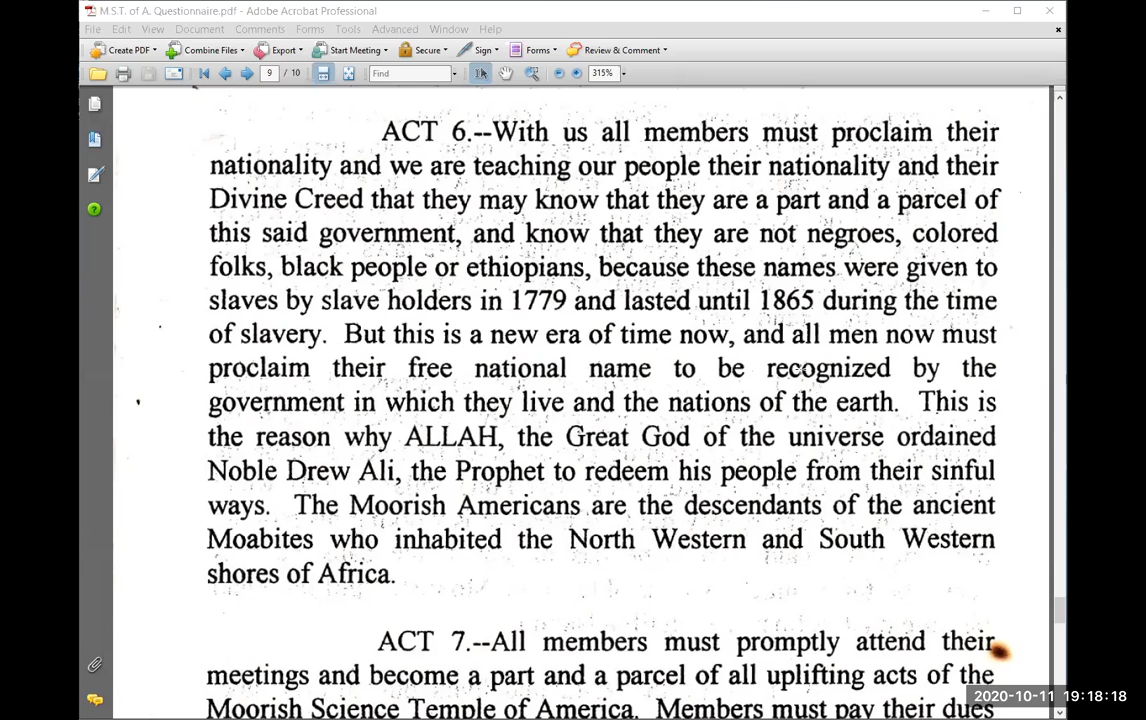 M.S.T. of A. Questionnaire.pdf - Adobe Acrobat Professional
File Edit View Document Comments Forms Tools Advanced Window Help
Create PDF Combine Files Export Start Meeting Secure Sign Forms Review & Comment
9 / 10 Find 315%
ACT 6.--With us all members must proclaim their
nationality and we are teaching our people their nationality and their
Divine Creed that they may know that they are a part and a parcel of
this said government, and know that they are not negroes, colored
folks, black people or ethiopians, because these names were given to
slaves by slave holders in 1779 and lasted until 1865 during the time
of slavery. But this is a new era of time now, and all men now must
proclaim their free national name to be recognized by the
government in which they live and the nations of the earth. This is
the reason why ALLAH, the Great God of the universe ordained
Noble Drew Ali, the Prophet to redeem his people from their sinful
ways. The Moorish Americans are the descendants of the ancient
Moabites who inhabited the North Western and South Western
shores of Africa.
ACT 7.--All members must promptly attend their
meetings and become a part and a parcel of all uplifting acts of the
Moorish Science Temple of America. Members must pay their dues
2020-10-11 19:18:18